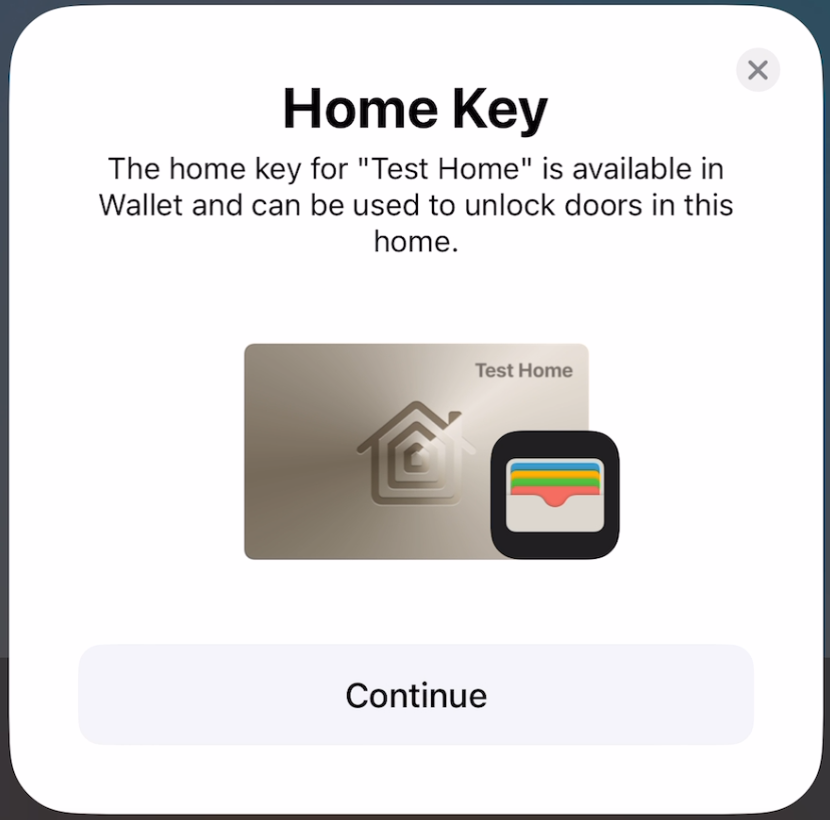 Home Key
The home key for "Test Home" is available in
Wallet and can be used to unlock doors in this
home.
Test Home
Continue